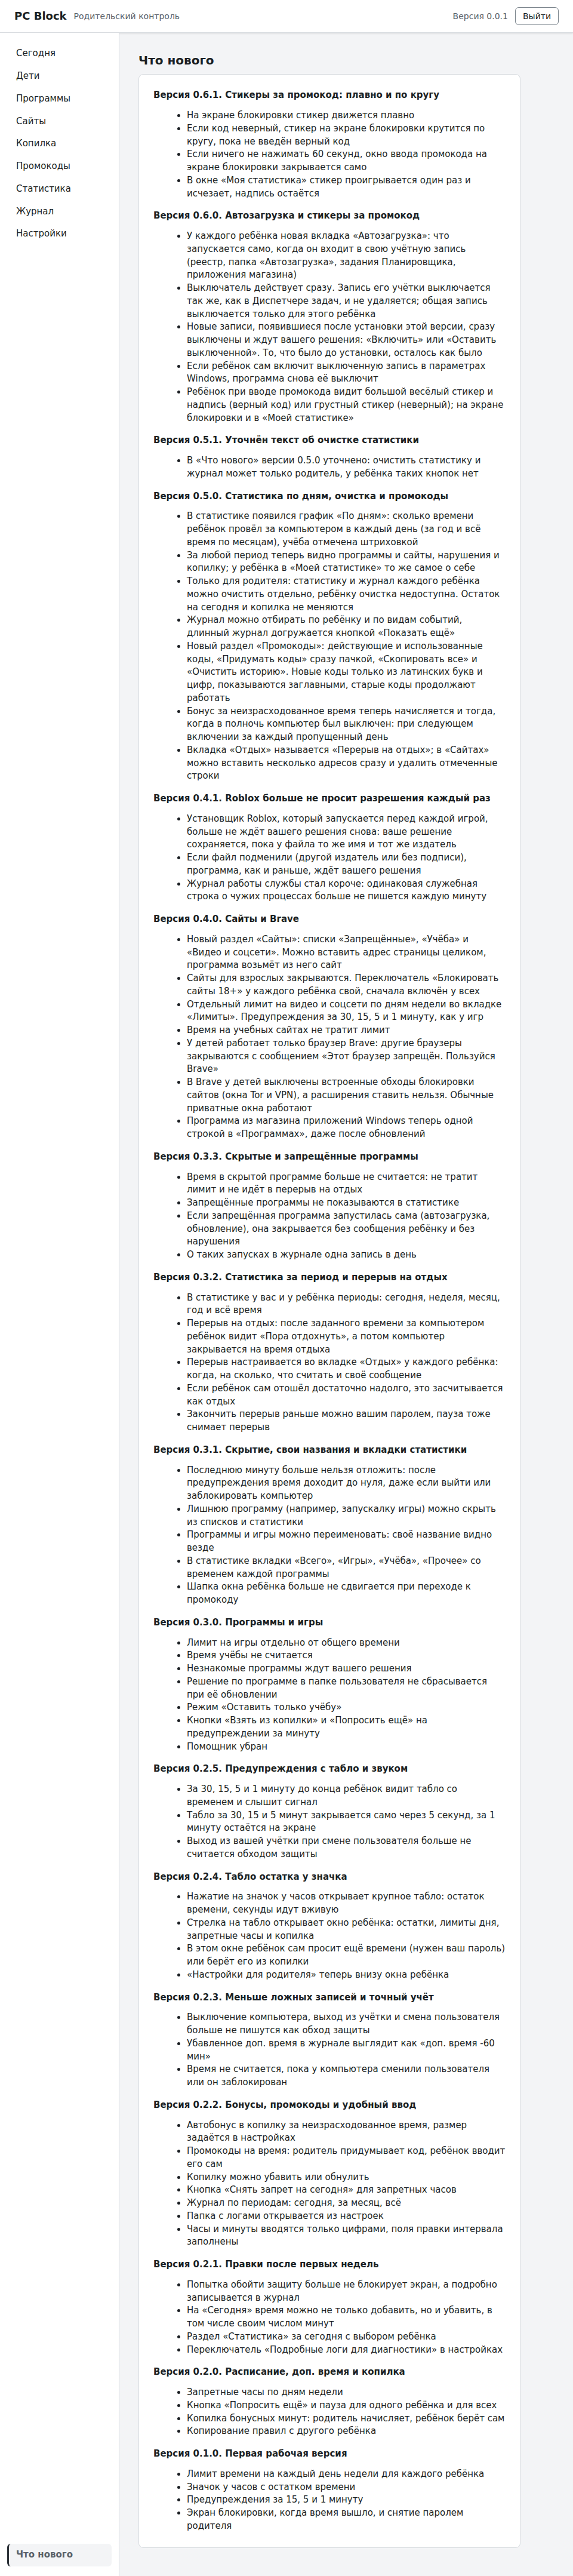 PC Block Родительский контроль
Версия 0.0.1 Выйти
Сегодня
Дети
Программы
Сайты
Копилка
Промокоды
Статистика
Журнал
Настройки
Что нового
Версия 0.6.1. Стикеры за промокод: плавно и по кругу
На экране блокировки стикер движется плавно
Если код неверный, стикер на экране блокировки крутится по
кругу, пока не введён верный код
Если ничего не нажимать 60 секунд, окно ввода промокода на
экране блокировки закрывается само
В окне «Моя статистика» стикер проигрывается один раз и
исчезает, надпись остаётся
Версия 0.6.0. Автозагрузка и стикеры за промокод
У каждого ребёнка новая вкладка «Автозагрузка»: что
запускается само, когда он входит в свою учётную запись
(реестр, папка «Автозагрузка», задания Планировщика,
приложения магазина)
Выключатель действует сразу. Запись его учётки выключается
так же, как в Диспетчере задач, и не удаляется; общая запись
выключается только для этого ребёнка
Новые записи, появившиеся после установки этой версии, сразу
выключены и ждут вашего решения: «Включить» или «Оставить
выключенной». То, что было до установки, осталось как было
Если ребёнок сам включит выключенную запись в параметрах
Windows, программа снова её выключит
Ребёнок при вводе промокода видит большой весёлый стикер и
надпись (верный код) или грустный стикер (неверный); на экране
блокировки и в «Моей статистике»
Версия 0.5.1. Уточнён текст об очистке статистики
В «Что нового» версии 0.5.0 уточнено: очистить статистику и
журнал может только родитель, у ребёнка таких кнопок нет
Версия 0.5.0. Статистика по дням, очистка и промокоды
В статистике появился график «По дням»: сколько времени
ребёнок провёл за компьютером в каждый день (за год и всё
время по месяцам), учёба отмечена штриховкой
За любой период теперь видно программы и сайты, нарушения и
копилку; у ребёнка в «Моей статистике» то же самое о себе
Только для родителя: статистику и журнал каждого ребёнка
можно очистить отдельно, ребёнку очистка недоступна. Остаток
на сегодня и копилка не меняются
Журнал можно отбирать по ребёнку и по видам событий,
длинный журнал догружается кнопкой «Показать ещё»
Новый раздел «Промокоды»: действующие и использованные
коды, «Придумать коды» сразу пачкой, «Скопировать все» и
«Очистить историю». Новые коды только из латинских букв и
цифр, показываются заглавными, старые коды продолжают
работать
Бонус за неизрасходованное время теперь начисляется и тогда,
когда в полночь компьютер был выключен: при следующем
включении за каждый пропущенный день
Вкладка «Отдых» называется «Перерыв на отдых»; в «Сайтах»
можно вставить несколько адресов сразу и удалить отмеченные
строки
Версия 0.4.1. Roblox больше не просит разрешения каждый раз
Установщик Roblox, который запускается перед каждой игрой,
больше не ждёт вашего решения снова: ваше решение
сохраняется, пока у файла то же имя и тот же издатель
Если файл подменили (другой издатель или без подписи),
программа, как и раньше, ждёт вашего решения
Журнал работы службы стал короче: одинаковая служебная
строка о чужих процессах больше не пишется каждую минуту
Версия 0.4.0. Сайты и Brave
Новый раздел «Сайты»: списки «Запрещённые», «Учёба» и
«Видео и соцсети». Можно вставить адрес страницы целиком,
программа возьмёт из него сайт
Сайты для взрослых закрываются. Переключатель «Блокировать
сайты 18+» у каждого ребёнка свой, сначала включён у всех
Отдельный лимит на видео и соцсети по дням недели во вкладке
«Лимиты». Предупреждения за 30, 15, 5 и 1 минуту, как у игр
Время на учебных сайтах не тратит лимит
У детей работает только браузер Brave: другие браузеры
закрываются с сообщением «Этот браузер запрещён. Пользуйся
Brave»
В Brave у детей выключены встроенные обходы блокировки
сайтов (окна Tor и VPN), а расширения ставить нельзя. Обычные
приватные окна работают
Программа из магазина приложений Windows теперь одной
строкой в «Программах», даже после обновлений
Версия 0.3.3. Скрытые и запрещённые программы
Время в скрытой программе больше не считается: не тратит
лимит и не идёт в перерыв на отдых
Запрещённые программы не показываются в статистике
Если запрещённая программа запустилась сама (автозагрузка,
обновление), она закрывается без сообщения ребёнку и без
нарушения
О таких запусках в журнале одна запись в день
Версия 0.3.2. Статистика за период и перерыв на отдых
В статистике у вас и у ребёнка периоды: сегодня, неделя, месяц,
год и всё время
Перерыв на отдых: после заданного времени за компьютером
ребёнок видит «Пора отдохнуть», а потом компьютер
закрывается на время отдыха
Перерыв настраивается во вкладке «Отдых» у каждого ребёнка:
когда, на сколько, что считать и своё сообщение
Если ребёнок сам отошёл достаточно надолго, это засчитывается
как отдых
Закончить перерыв раньше можно вашим паролем, пауза тоже
снимает перерыв
Версия 0.3.1. Скрытие, свои названия и вкладки статистики
Последнюю минуту больше нельзя отложить: после
предупреждения время доходит до нуля, даже если выйти или
заблокировать компьютер
Лишнюю программу (например, запускалку игры) можно скрыть
из списков и статистики
Программы и игры можно переименовать: своё название видно
везде
В статистике вкладки «Всего», «Игры», «Учёба», «Прочее» со
временем каждой программы
Шапка окна ребёнка больше не сдвигается при переходе к
промокоду
Версия 0.3.0. Программы и игры
Лимит на игры отдельно от общего времени
Время учёбы не считается
Незнакомые программы ждут вашего решения
Решение по программе в папке пользователя не сбрасывается
при её обновлении
Режим «Оставить только учёбу»
Кнопки «Взять из копилки» и «Попросить ещё» на
предупреждении за минуту
Помощник убран
Версия 0.2.5. Предупреждения с табло и звуком
За 30, 15, 5 и 1 минуту до конца ребёнок видит табло со
временем и слышит сигнал
Табло за 30, 15 и 5 минут закрывается само через 5 секунд, за 1
минуту остаётся на экране
Выход из вашей учётки при смене пользователя больше не
считается обходом защиты
Версия 0.2.4. Табло остатка у значка
Нажатие на значок у часов открывает крупное табло: остаток
времени, секунды идут вживую
Стрелка на табло открывает окно ребёнка: остатки, лимиты дня,
запретные часы и копилка
В этом окне ребёнок сам просит ещё времени (нужен ваш пароль)
или берёт его из копилки
«Настройки для родителя» теперь внизу окна ребёнка
Версия 0.2.3. Меньше ложных записей и точный учёт
Выключение компьютера, выход из учётки и смена пользователя
больше не пишутся как обход защиты
Убавленное доп. время в журнале выглядит как «доп. время -60
мин»
Время не считается, пока у компьютера сменили пользователя
или он заблокирован
Версия 0.2.2. Бонусы, промокоды и удобный ввод
Автобонус в копилку за неизрасходованное время, размер
задаётся в настройках
Промокоды на время: родитель придумывает код, ребёнок вводит
его сам
Копилку можно убавить или обнулить
Кнопка «Снять запрет на сегодня» для запретных часов
Журнал по периодам: сегодня, за месяц, всё
Папка с логами открывается из настроек
Часы и минуты вводятся только цифрами, поля правки интервала
заполнены
Версия 0.2.1. Правки после первых недель
Попытка обойти защиту больше не блокирует экран, а подробно
записывается в журнал
На «Сегодня» время можно не только добавить, но и убавить, в
том числе своим числом минут
Раздел «Статистика» за сегодня с выбором ребёнка
Переключатель «Подробные логи для диагностики» в настройках
Версия 0.2.0. Расписание, доп. время и копилка
Запретные часы по дням недели
Кнопка «Попросить ещё» и пауза для одного ребёнка и для всех
Копилка бонусных минут: родитель начисляет, ребёнок берёт сам
Копирование правил с другого ребёнка
Версия 0.1.0. Первая рабочая версия
Лимит времени на каждый день недели для каждого ребёнка
Значок у часов с остатком времени
Предупреждения за 15, 5 и 1 минуту
Экран блокировки, когда время вышло, и снятие паролем
родителя
Что нового